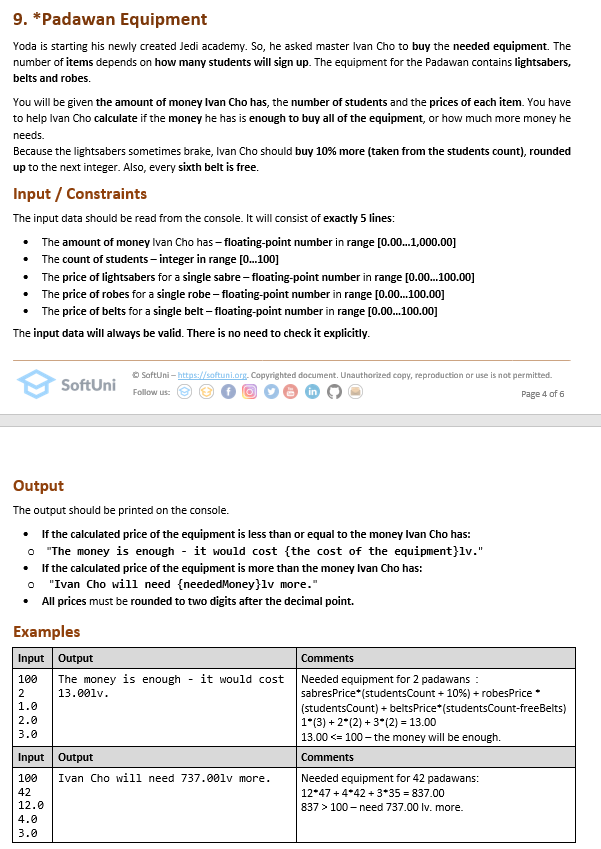 9. *Padawan Equipment
Yoda is starting his newly created Jedi academy. So, he asked master Ivan Cho to buy the needed equipment. The
number of items depends on how many students will sign up. The equipment for the Padawan contains lightsabers,
belts and robes.
You will be given the amount of money Ivan Cho has, the number of students and the prices of each item. You have
to help Ivan Cho calculate if the money he has is enough to buy all of the equipment, or how much more money he
needs.
Because the lightsabers sometimes brake, Ivan Cho should buy 10% more (taken from the students count), rounded
up to the next integer. Also, every sixth belt is free.
Input / Constraints
The input data should be read from the console. It will consist of exactly 5 lines:
• The amount of money Ivan Cho has – floating-point number in range [0.00…1,000.00]
• The count of students – integer in range [0…100]
• The price of lightsabers for a single sabre – floating-point number in range [0.00…100.00]
• The price of robes for a single robe – floating-point number in range [0.00…100.00]
• The price of belts for a single belt – floating-point number in range [0.00…100.00]
The input data will always be valid. There is no need to check it explicitly.
SoftUni
© SoftUni – https://softuni.org. Copyrighted document. Unauthorized copy, reproduction or use is not permitted.
Follow us:
Page 4 of 6
Output
The output should be printed on the console.
• If the calculated price of the equipment is less than or equal to the money Ivan Cho has:
o "The money is enough - it would cost {the cost of the equipment}lv."
• If the calculated price of the equipment is more than the money Ivan Cho has:
o "Ivan Cho will need {neededMoney}lv more."
• All prices must be rounded to two digits after the decimal point.
Examples
Input Output Comments
100 The money is enough - it would cost Needed equipment for 2 padawans :
2 13.00lv. sabresPrice*(studentsCount + 10%) + robesPrice *
1.0 (studentsCount) + beltsPrice*(studentsCount-freeBelts)
2.0 1*(3) + 2*(2) + 3*(2) = 13.00
3.0 13.00 <= 100 – the money will be enough.
Input Output Comments
100 Ivan Cho will need 737.00lv more. Needed equipment for 42 padawans:
42 12*47 + 4*42 + 3*35 = 837.00
12.0 837 > 100 – need 737.00 lv. more.
4.0
3.0